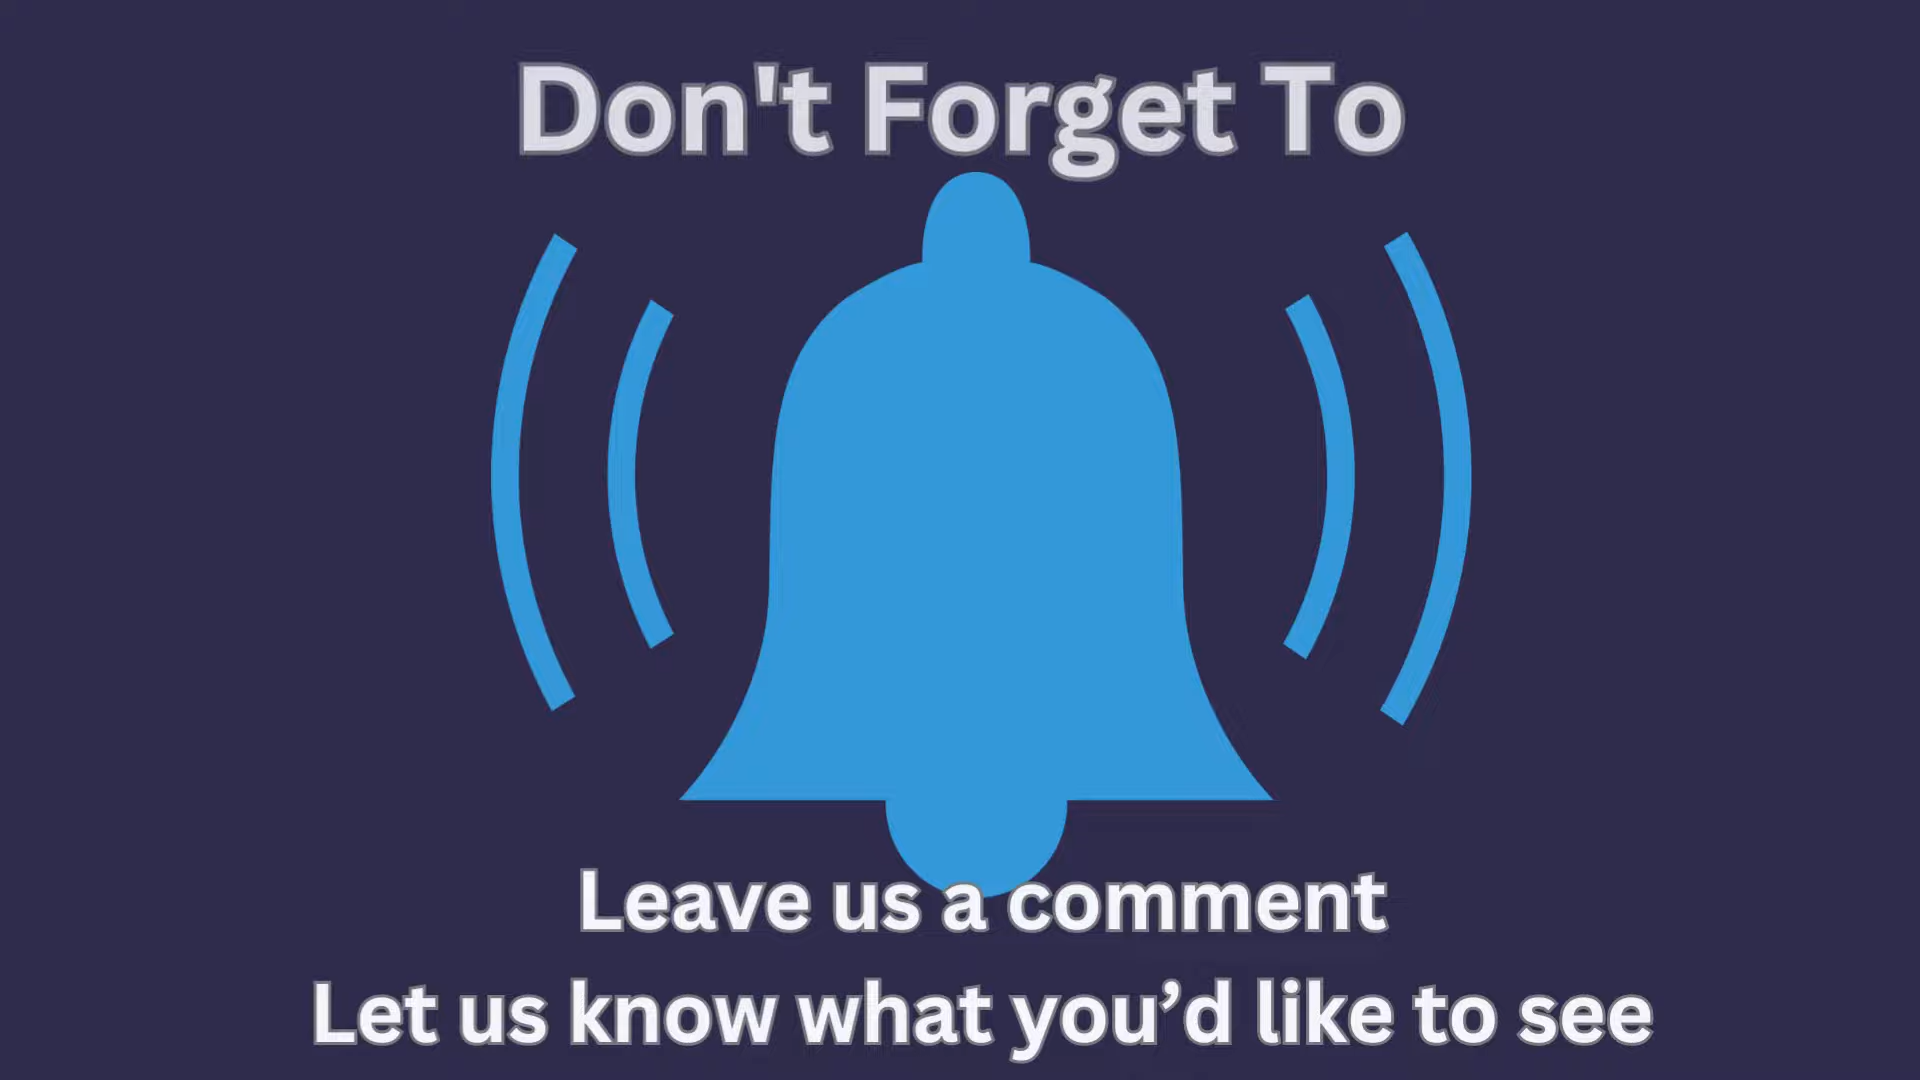 Don't Forget To
Leave us a comment
Let us know what you’d like to see